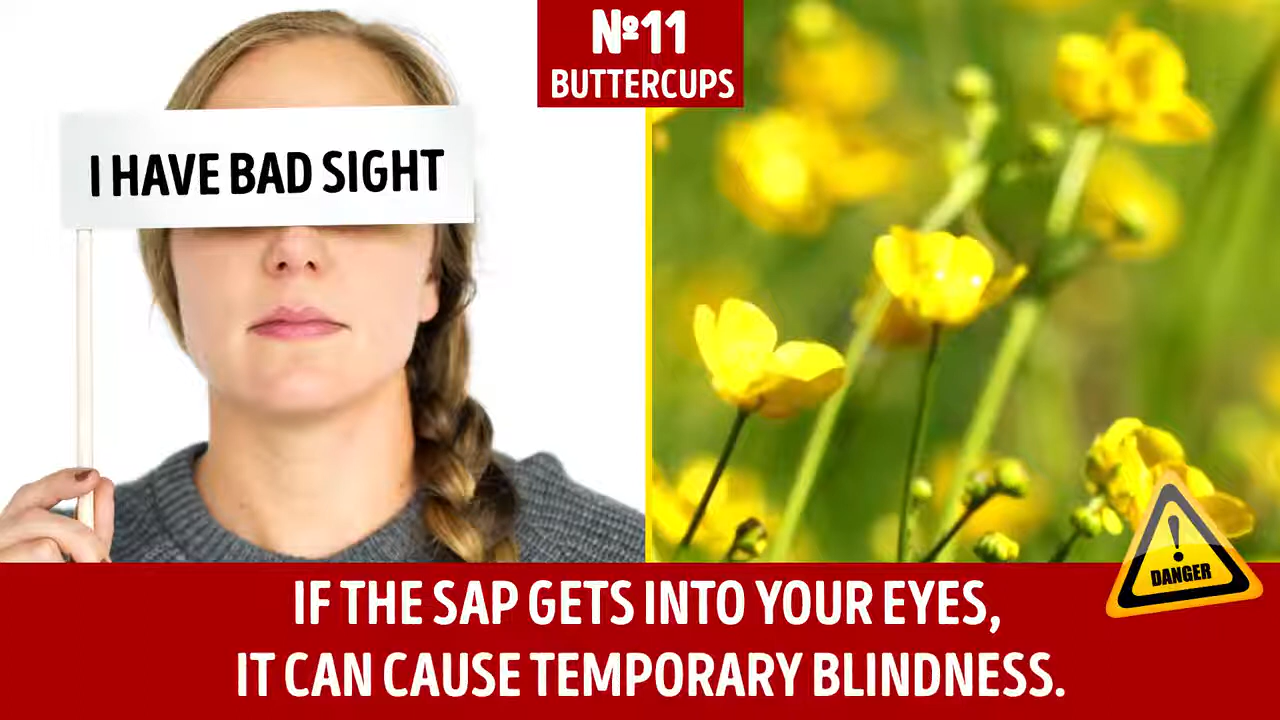 №11
BUTTERCUPS
I HAVE BAD SIGHT
DANGER
IF THE SAP GETS INTO YOUR EYES,
IT CAN CAUSE TEMPORARY BLINDNESS.